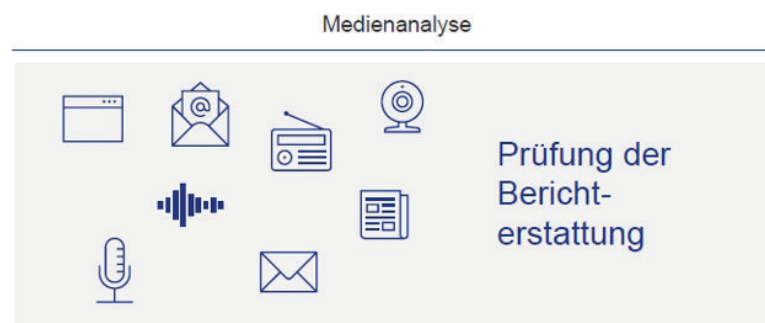 Medienanalyse
@
Prüfung der
Bericht-
erstattung